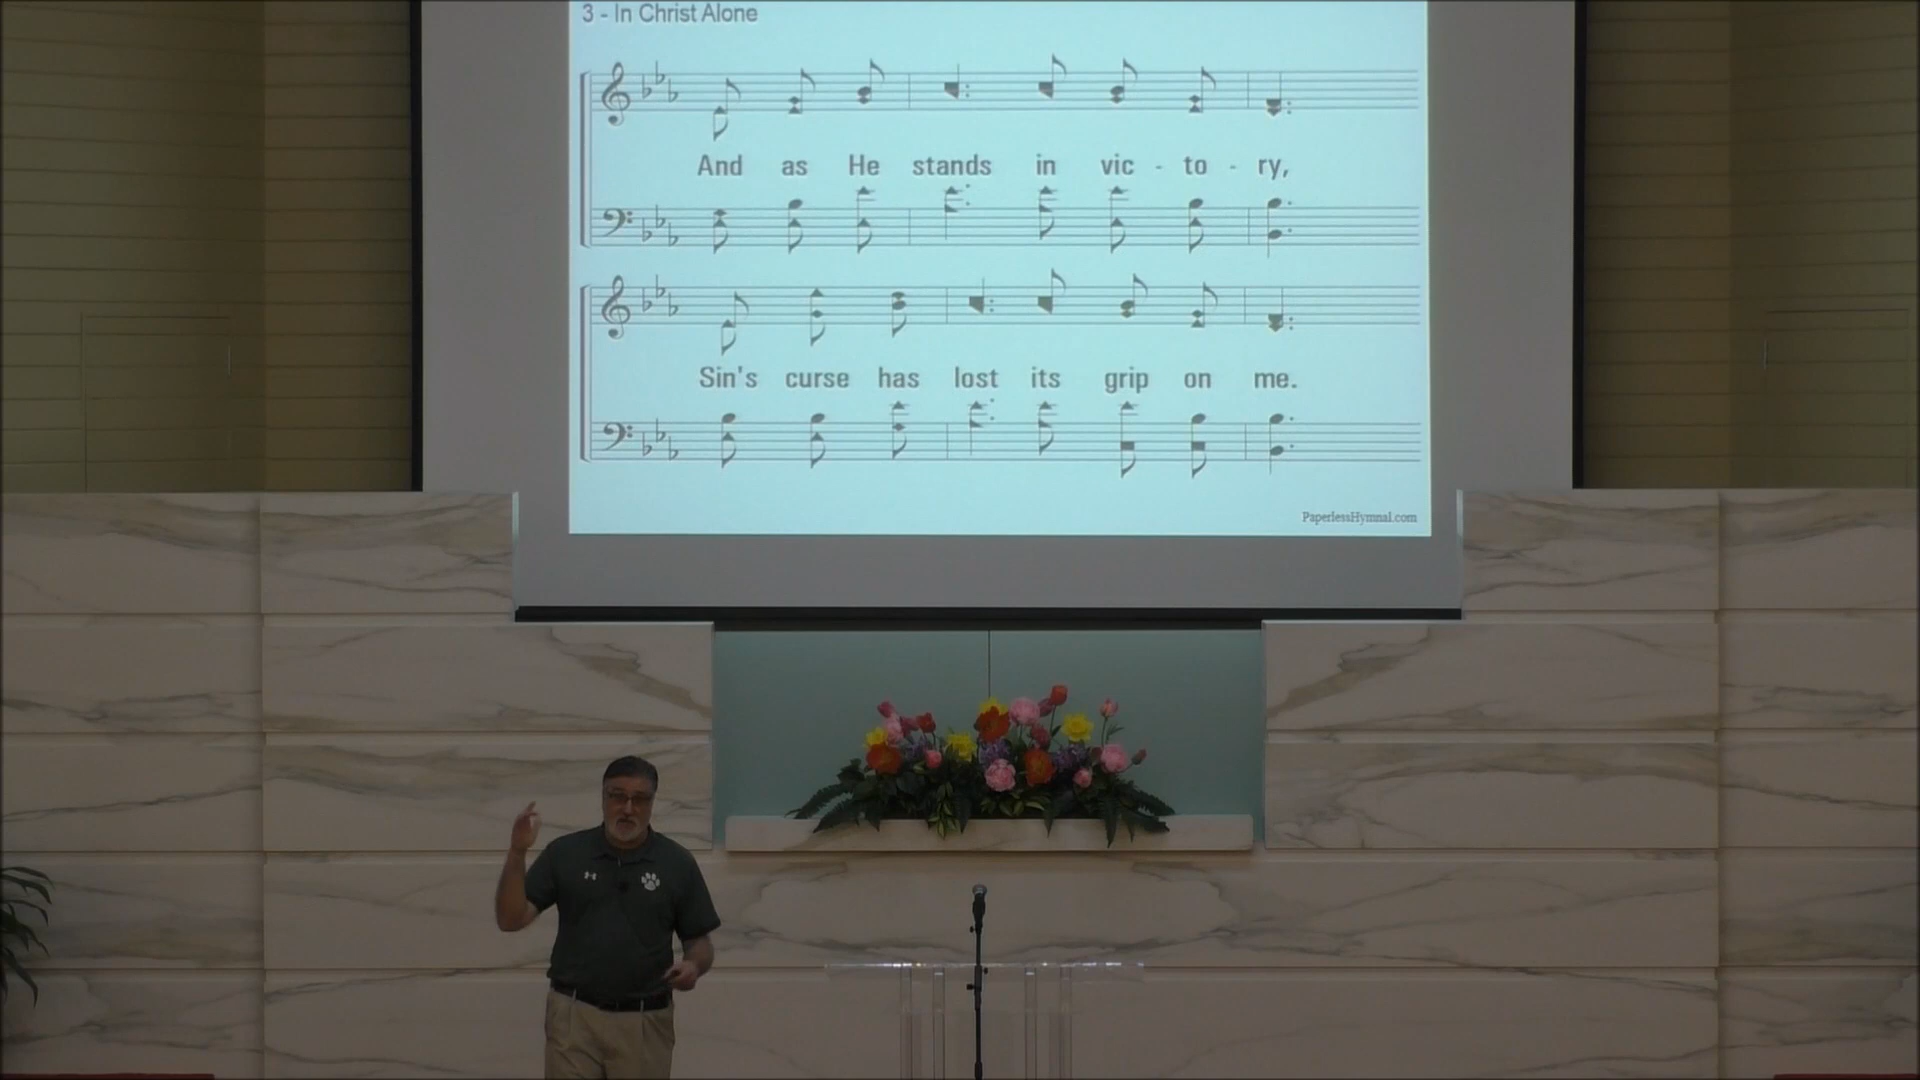 3 - In Christ Alone
And as He stands in vic - to - ry,
Sin's curse has lost its grip on me.
PaperlessHymnal.com